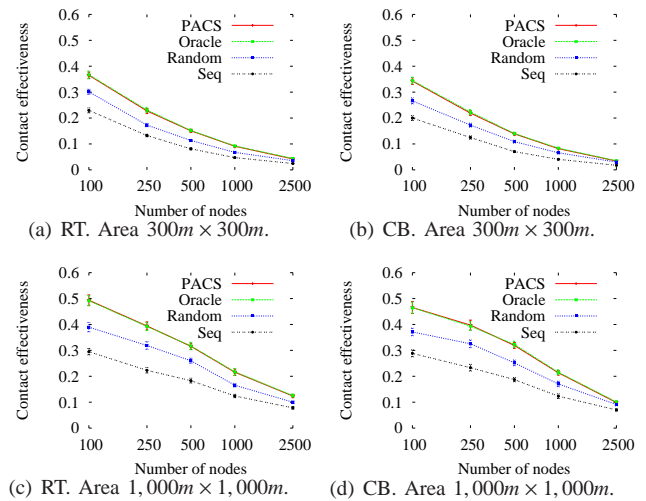 0.6
0.5
0.4
0.3
0.2
0.1
0
Contact effectiveness
PACS
Oracle
Random
Seq
100 250 500 1000 2500
Number of nodes
(a) RT. Area 300m × 300m.
0.6
0.5
0.4
0.3
0.2
0.1
0
Contact effectiveness
PACS
Oracle
Random
Seq
100 250 500 1000 2500
Number of nodes
(b) CB. Area 300m × 300m.
0.6
0.5
0.4
0.3
0.2
0.1
0
Contact effectiveness
PACS
Oracle
Random
Seq
100 250 500 1000 2500
Number of nodes
(c) RT. Area 1,000m × 1,000m.
0.6
0.5
0.4
0.3
0.2
0.1
0
Contact effectiveness
PACS
Oracle
Random
Seq
100 250 500 1000 2500
Number of nodes
(d) CB. Area 1,000m × 1,000m.